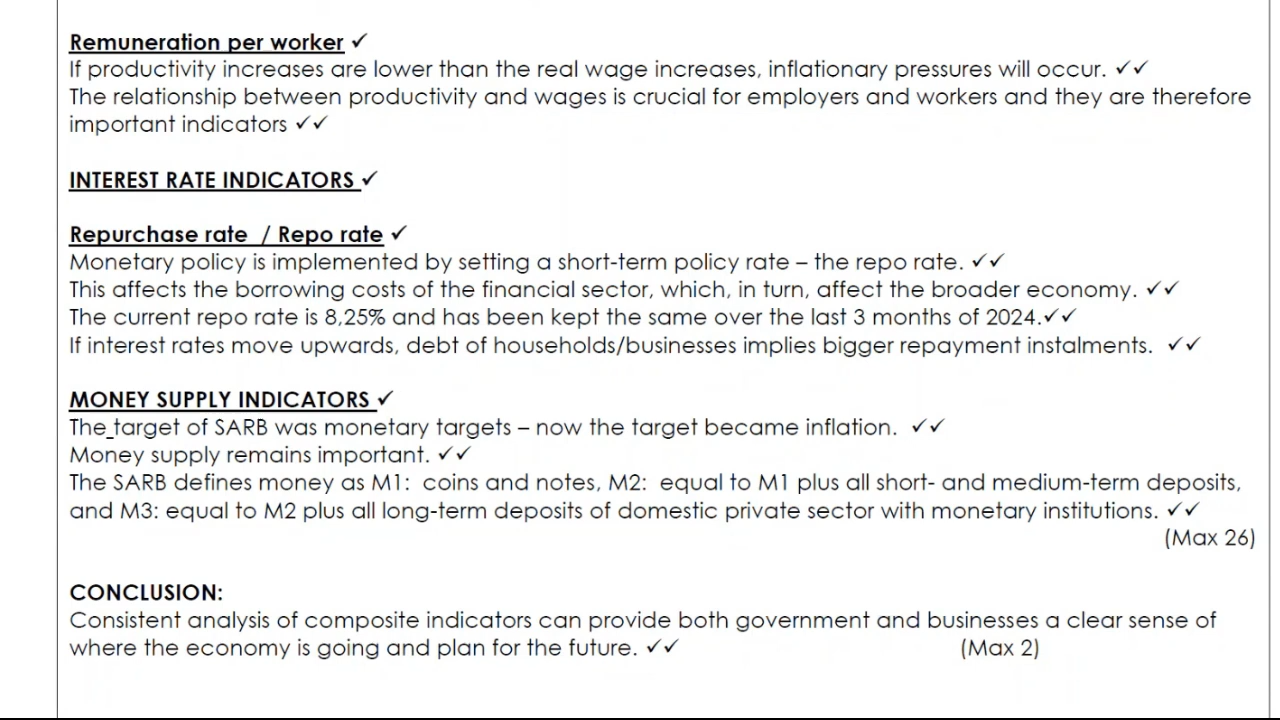 Remuneration per worker ✓
If productivity increases are lower than the real wage increases, inflationary pressures will occur. ✓✓
The relationship between productivity and wages is crucial for employers and workers and they are therefore
important indicators ✓✓
INTEREST RATE INDICATORS ✓
Repurchase rate / Repo rate ✓
Monetary policy is implemented by setting a short-term policy rate – the repo rate. ✓✓
This affects the borrowing costs of the financial sector, which, in turn, affect the broader economy. ✓✓
The current repo rate is 8,25% and has been kept the same over the last 3 months of 2024.✓✓
If interest rates move upwards, debt of households/businesses implies bigger repayment instalments. ✓✓
MONEY SUPPLY INDICATORS ✓
The target of SARB was monetary targets – now the target became inflation. ✓✓
Money supply remains important. ✓✓
The SARB defines money as M1: coins and notes, M2: equal to M1 plus all short- and medium-term deposits,
and M3: equal to M2 plus all long-term deposits of domestic private sector with monetary institutions. ✓✓
(Max 26)
CONCLUSION:
Consistent analysis of composite indicators can provide both government and businesses a clear sense of
where the economy is going and plan for the future. ✓✓ (Max 2)